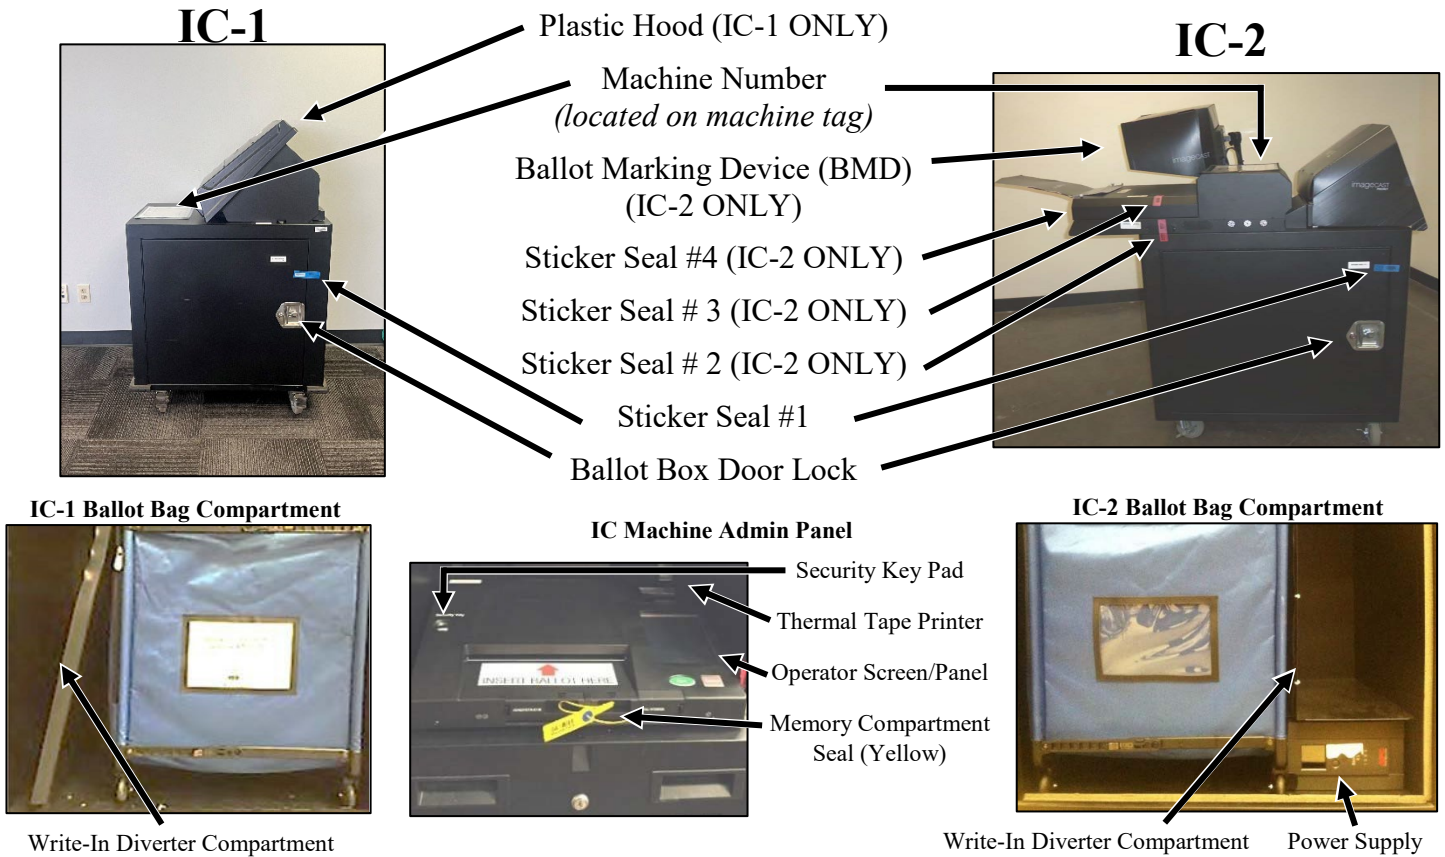 IC-1
Plastic Hood (IC-1 ONLY)
IC-2
Machine Number
(located on machine tag)
Ballot Marking Device (BMD)
(IC-2 ONLY)
Sticker Seal #4 (IC-2 ONLY)
Sticker Seal # 3 (IC-2 ONLY)
Sticker Seal # 2 (IC-2 ONLY)
Sticker Seal #1
Ballot Box Door Lock
imageCAST
imageCAST
IC-1 Ballot Bag Compartment
IC Machine Admin Panel
IC-2 Ballot Bag Compartment
Security Key Pad
Thermal Tape Printer
Operator Screen/Panel
Memory Compartment
Seal (Yellow)
INSERT BALLOT HERE
Write-In Diverter Compartment
Write-In Diverter Compartment
Power Supply